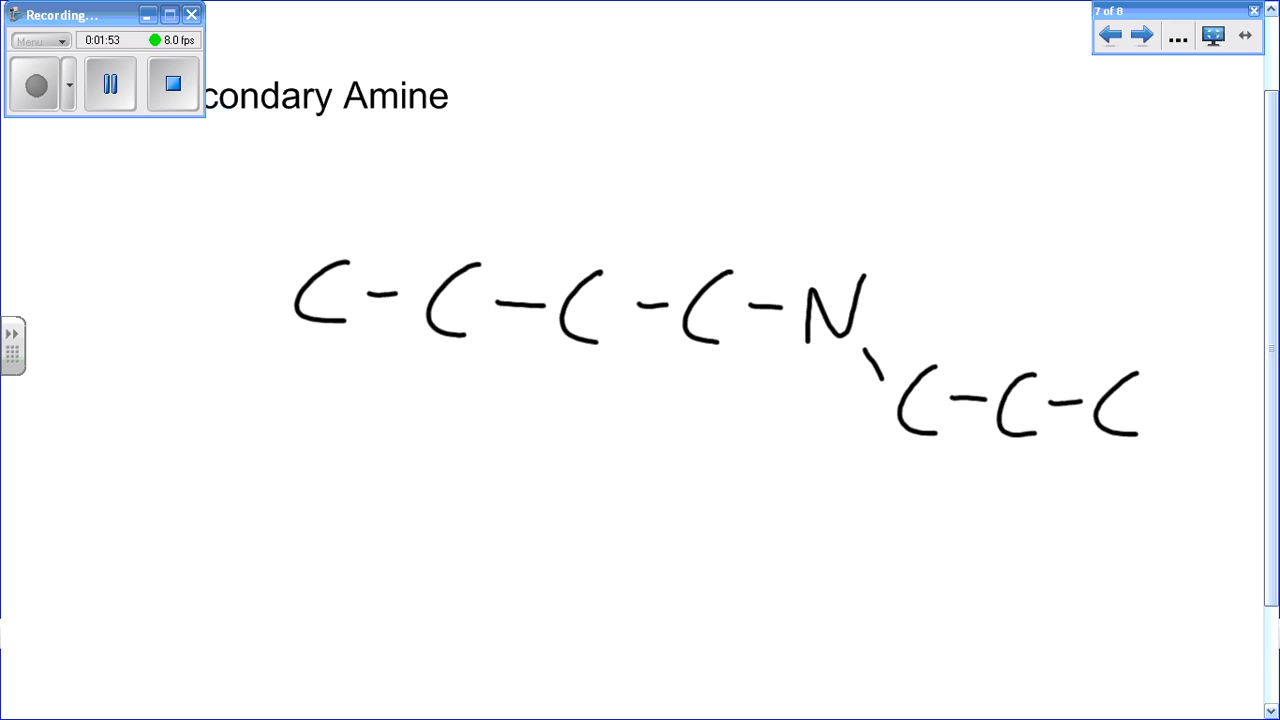 Recording...
7 of 8
Menu
0:01:53
8.0 fps
...
condary Amine
C - C - C - C - N
C - C - C